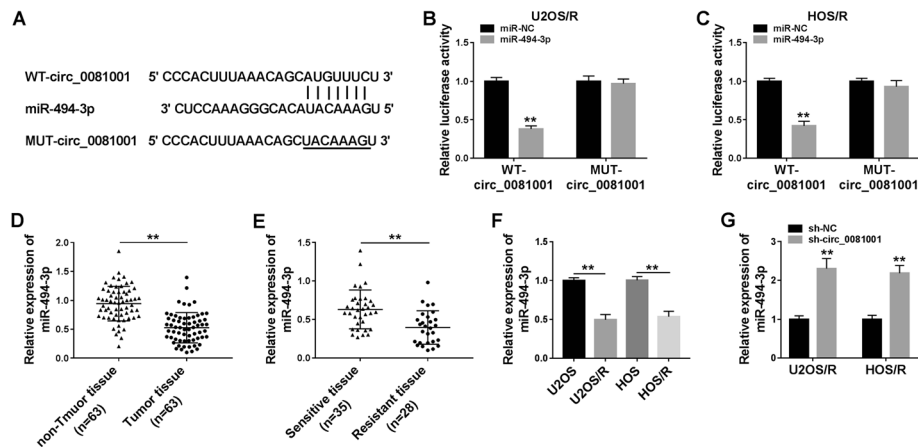 A
WT-circ_0081001 5' CCCACUUUAAACAGCAUGUUUCU 3'
miR-494-3p 3' CUCCAAAGGGCACAUACAAAGU 5'
MUT-circ_0081001 5' CCCACUUUAAACAGCUACAAAGU 3'
B
U2OS/R
miR-NC
miR-494-3p
Relative luciferase activity
1.5
1.0
0.5
0.0
**
WT-
circ_0081001
MUT-
circ_0081001
C
HOS/R
miR-NC
miR-494-3p
Relative luciferase activity
1.5
1.0
0.5
0.0
**
WT-
circ_0081001
MUT-
circ_0081001
D
Relative expression of
miR-494-3p
2.0
1.5
1.0
0.5
0.0
**
non-Tmuor tissue
(n=63)
Tumor tissue
(n=63)
E
Relative expression of
miR-494-3p
1.5
1.0
0.5
0.0
**
Sensitive tissue
(n=35)
Resistant tissue
(n=28)
F
Relative expression of
miR-494-3p
1.5
1.0
0.5
0.0
**
**
U2OS
U2OS/R
HOS
HOS/R
G
sh-NC
sh-circ_0081001
Relative expression of
miR-494-3p
3
2
1
0
**
**
U2OS/R
HOS/R